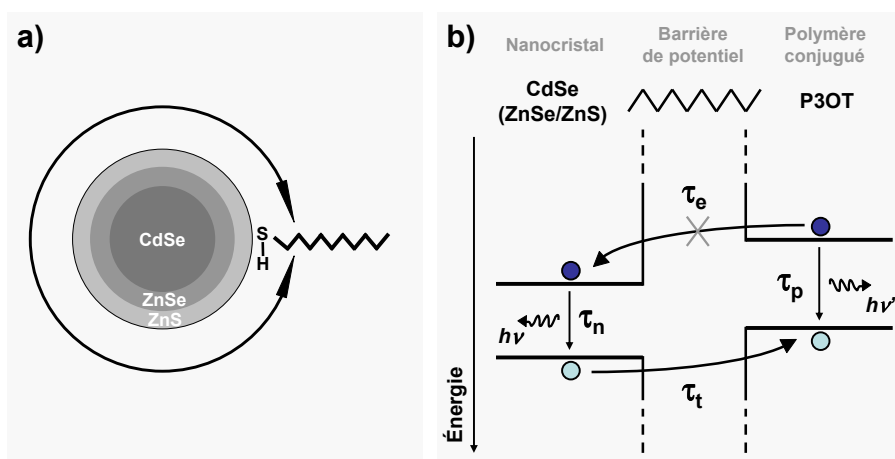 a)
CdSe
ZnSe
ZnS
S
H
b)
Nanocristal
Barrière
de potentiel
Polymère
conjugué
CdSe
(ZnSe/ZnS)
P3OT
τe
τp
hν'
τn
hν
τt
Énergie